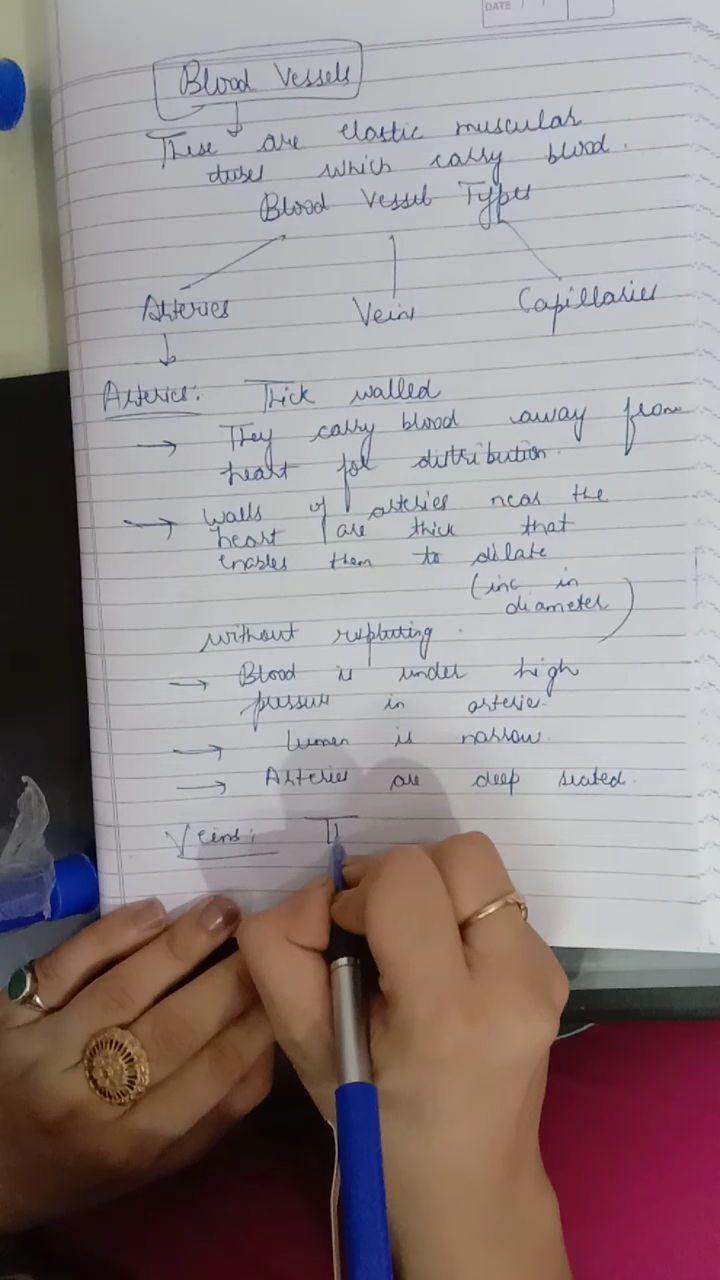 DATE / /
Blood Vessels
These are elastic muscular
tubes which carry blood.
Blood Vessel Types
Arteries Veins Capillaries
Arteries: Thick walled
→ They carry blood away from
heart for distribution.
→ Walls of arteries near the
heart are thick that
enables them to dilate
(inc in
diameter)
without rupturing.
→ Blood is under high
pressure in arterie.
→ Lumen is narrow.
→ Arteries are deep seated.
Veins: Th